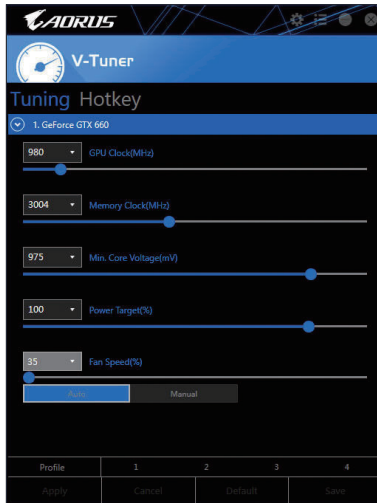 AORUS
V-Tuner
Tuning Hotkey
1. GeForce GTX 660
980 GPU Clock(MHz)
3004 Memory Clock(MHz)
975 Min. Core Voltage(mV)
100 Power Target(%)
35 Fan Speed(%)
Auto Manual
Profile 1 2 3 4
Apply Cancel Default Save